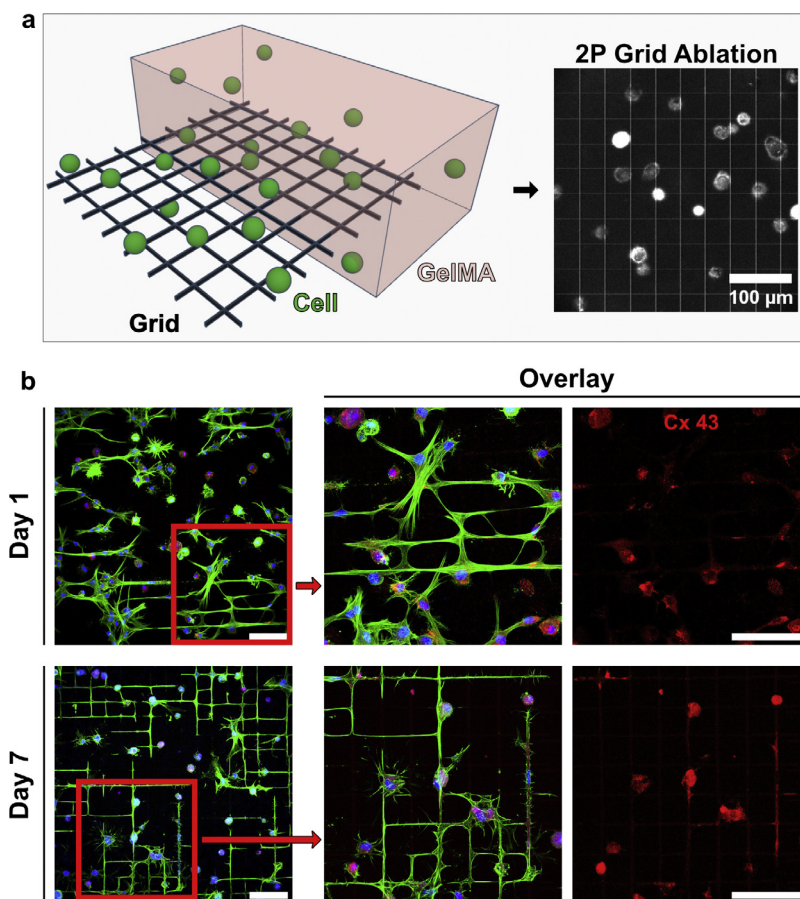 a
2P Grid Ablation
GelMA
Cell
Grid
100 µm
b
Overlay
Day 1
Cx 43
Day 7